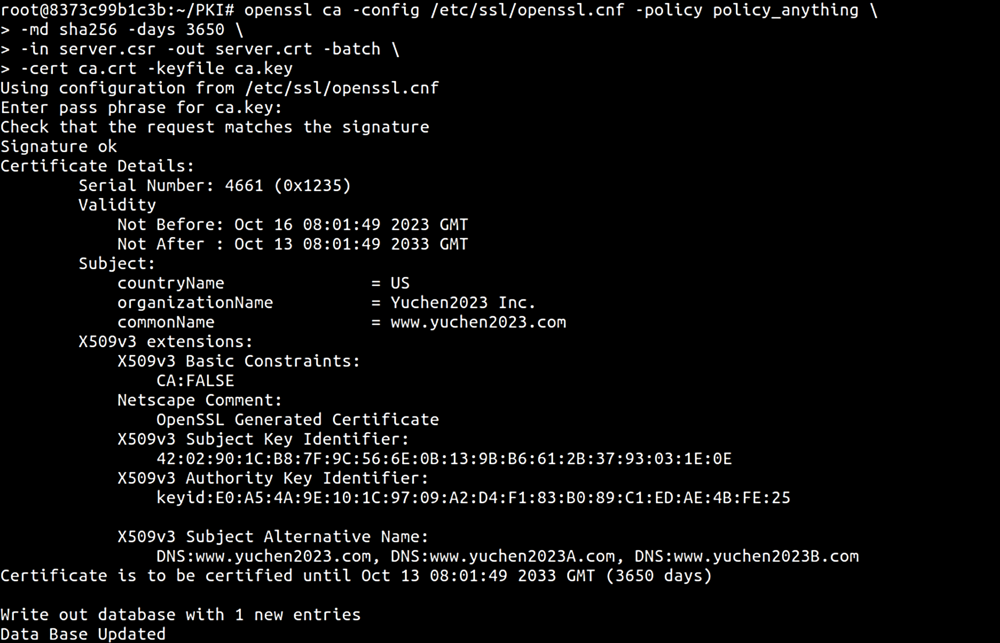 root@8373c99b1c3b:~/PKI# openssl ca -config /etc/ssl/openssl.cnf -policy policy_anything \
> -md sha256 -days 3650 \
> -in server.csr -out server.crt -batch \
> -cert ca.crt -keyfile ca.key
Using configuration from /etc/ssl/openssl.cnf
Enter pass phrase for ca.key:
Check that the request matches the signature
Signature ok
Certificate Details:
        Serial Number: 4661 (0x1235)
        Validity
            Not Before: Oct 16 08:01:49 2023 GMT
            Not After : Oct 13 08:01:49 2033 GMT
        Subject:
            countryName               = US
            organizationName          = Yuchen2023 Inc.
            commonName                = www.yuchen2023.com
        X509v3 extensions:
            X509v3 Basic Constraints:
                CA:FALSE
            Netscape Comment:
                OpenSSL Generated Certificate
            X509v3 Subject Key Identifier:
                42:02:90:1C:B8:7F:9C:56:6E:0B:13:9B:B6:61:2B:37:93:03:1E:0E
            X509v3 Authority Key Identifier:
                keyid:E0:A5:4A:9E:10:1C:97:09:A2:D4:F1:83:B0:89:C1:ED:AE:4B:FE:25

            X509v3 Subject Alternative Name:
                DNS:www.yuchen2023.com, DNS:www.yuchen2023A.com, DNS:www.yuchen2023B.com
Certificate is to be certified until Oct 13 08:01:49 2033 GMT (3650 days)

Write out database with 1 new entries
Data Base Updated